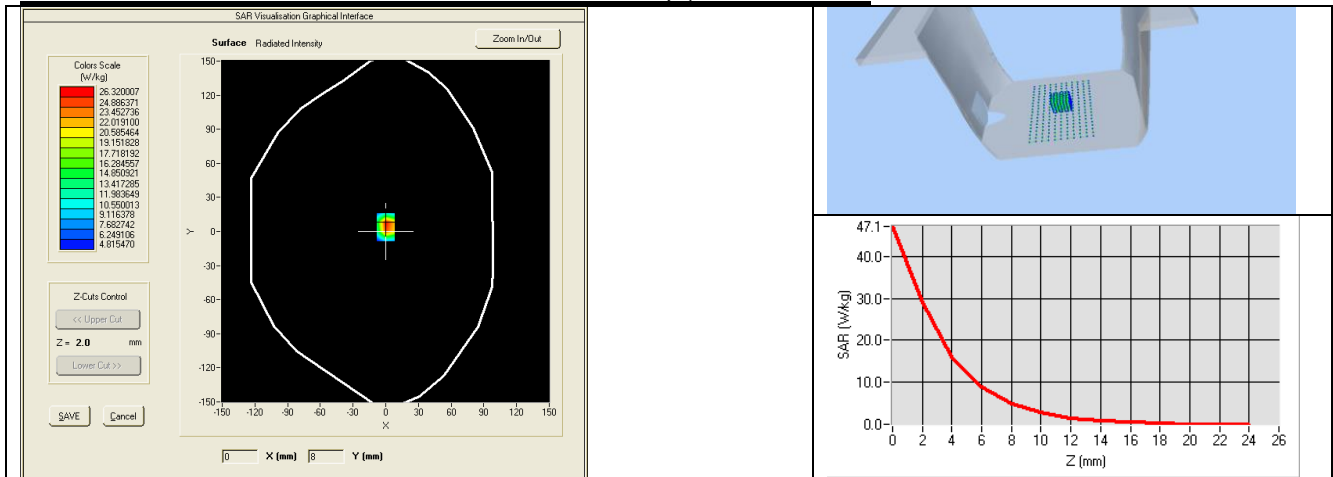 SAR Visualisation Graphical Interface
Surface Radiated Intensity
Zoom In/Out
Colors Scale
(W/kg)
26.320007
24.886371
23.452736
22.019100
20.585464
19.151828
17.718192
16.284557
14.850921
13.417285
11.983649
10.550013
9.116378
7.682742
6.249106
4.815470
Z-Cuts Control
<< Upper Cut
Z = 2.0 mm
Lower Cut >>
SAVE Cancel
150
120
90
60
30
0
-30
-60
-90
-120
-150
Y
-150 -120 -90 -60 -30 0 30 60 90 120 150
X
0 X (mm) 8 Y (mm)
47.1
40.0
30.0
20.0
10.0
0.0
SAR (W/kg)
0 2 4 6 8 10 12 14 16 18 20 22 24 26
Z (mm)